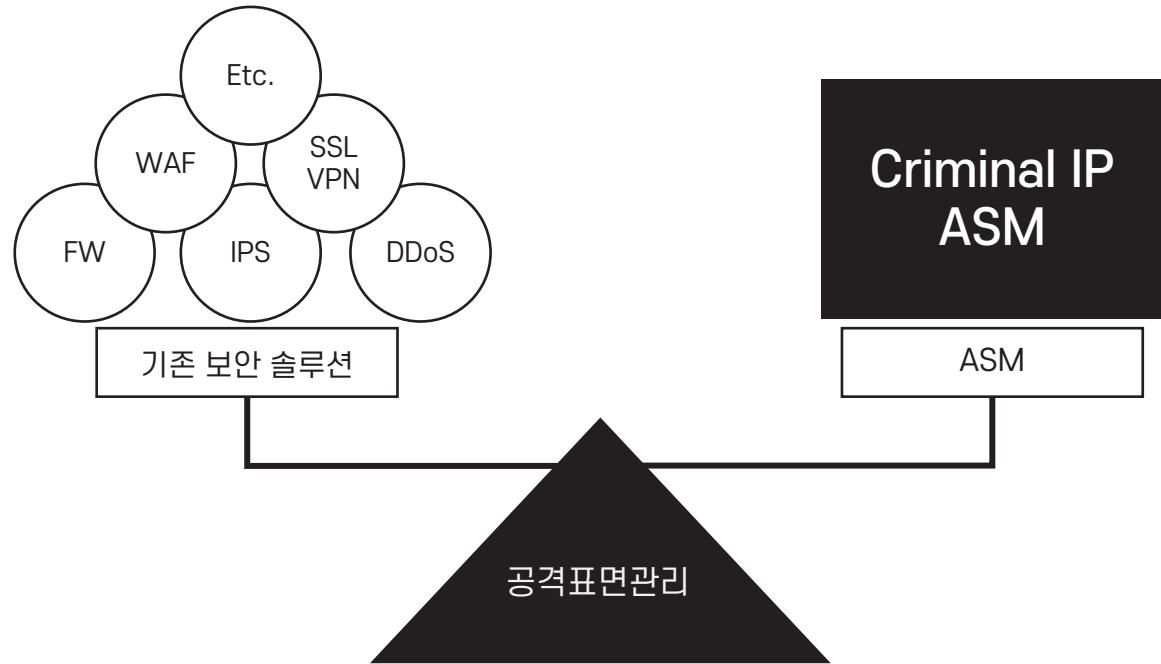 Etc.
WAF
SSL
VPN
FW
IPS
DDoS
기존 보안 솔루션
Criminal IP
ASM
ASM
공격표면관리